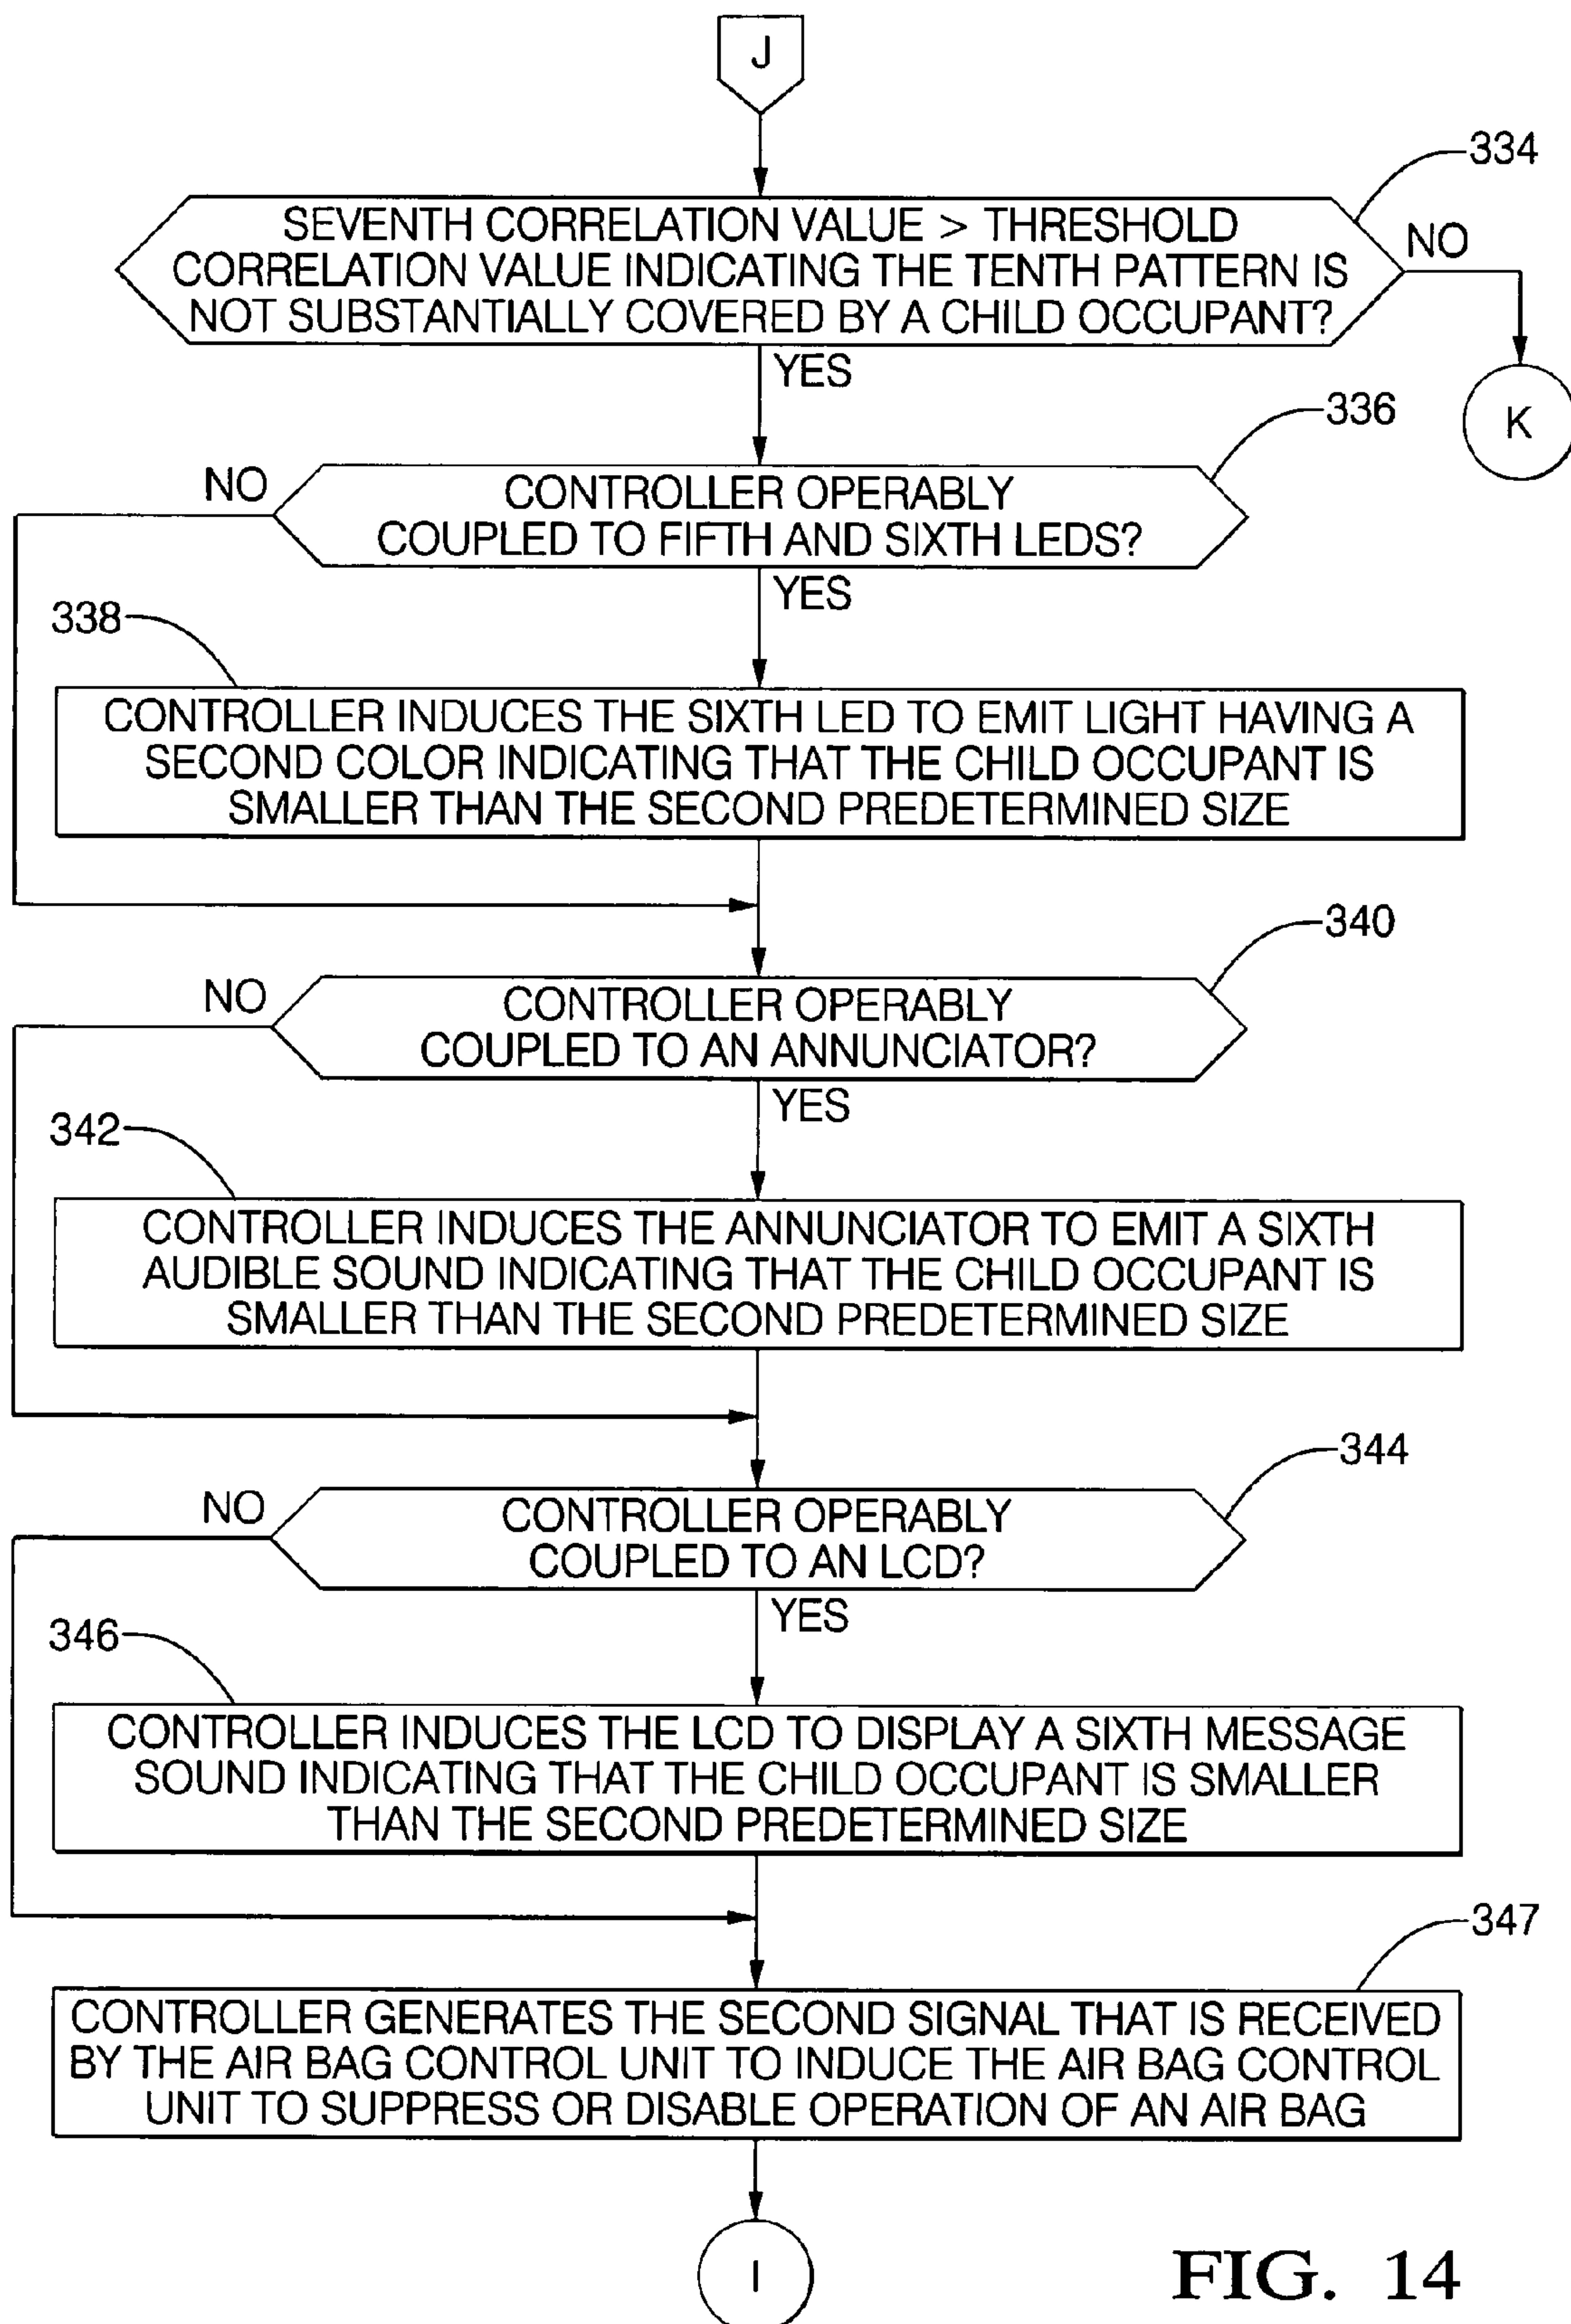 J
334
SEVENTH CORRELATION VALUE > THRESHOLD
CORRELATION VALUE INDICATING THE TENTH PATTERN IS
NOT SUBSTANTIALLY COVERED BY A CHILD OCCUPANT?
NO
YES
K
336
NO
CONTROLLER OPERABLY
COUPLED TO FIFTH AND SIXTH LEDS?
YES
338
CONTROLLER INDUCES THE SIXTH LED TO EMIT LIGHT HAVING A
SECOND COLOR INDICATING THAT THE CHILD OCCUPANT IS
SMALLER THAN THE SECOND PREDETERMINED SIZE
340
NO
CONTROLLER OPERABLY
COUPLED TO AN ANNUNCIATOR?
YES
342
CONTROLLER INDUCES THE ANNUNCIATOR TO EMIT A SIXTH
AUDIBLE SOUND INDICATING THAT THE CHILD OCCUPANT IS
SMALLER THAN THE SECOND PREDETERMINED SIZE
344
NO
CONTROLLER OPERABLY
COUPLED TO AN LCD?
YES
346
CONTROLLER INDUCES THE LCD TO DISPLAY A SIXTH MESSAGE
SOUND INDICATING THAT THE CHILD OCCUPANT IS SMALLER
THAN THE SECOND PREDETERMINED SIZE
347
CONTROLLER GENERATES THE SECOND SIGNAL THAT IS RECEIVED
BY THE AIR BAG CONTROL UNIT TO INDUCE THE AIR BAG CONTROL
UNIT TO SUPPRESS OR DISABLE OPERATION OF AN AIR BAG
I
FIG. 14